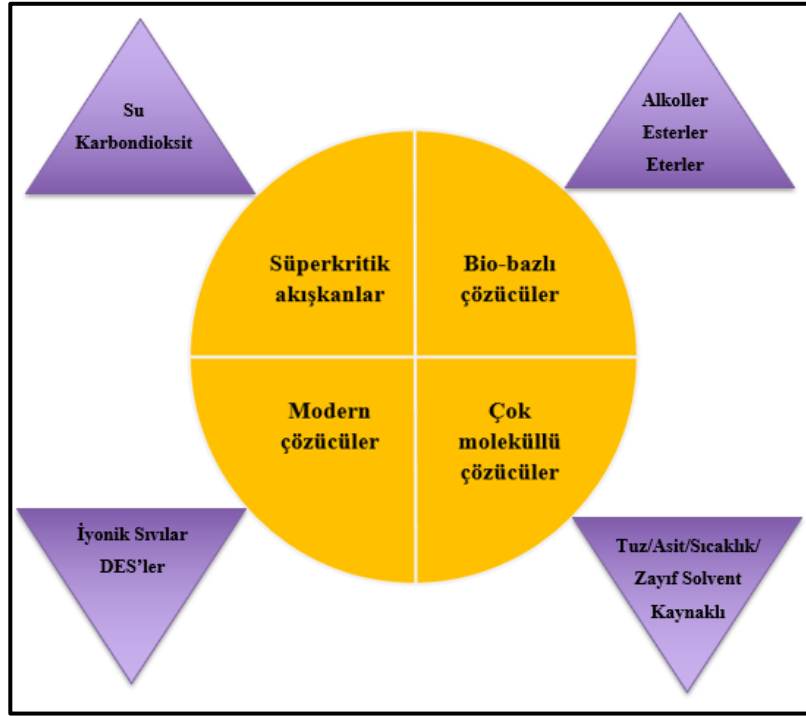 Su
Karbondioksit
Alkoller
Esterler
Eterler
Süperkritik
akışkanlar
Bio-bazlı
çözücüler
Modern
çözücüler
Çok
moleküllü
çözücüler
İyonik Sıvılar
DES’ler
Tuz/Asit/Sıcaklık/
Zayıf Solvent
Kaynaklı